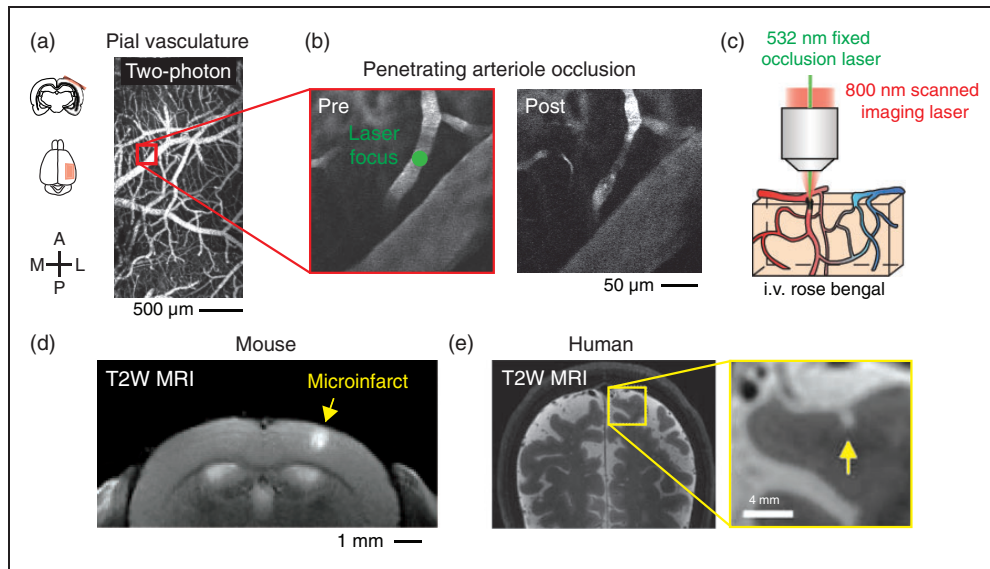 (a)
Pial vasculature
Two-photon
A
M
L
P
500 µm
(b)
Penetrating arteriole occlusion
Pre
Laser
focus
Post
50 µm
(c)
532 nm fixed
occlusion laser
800 nm scanned
imaging laser
i.v. rose bengal
(d)
Mouse
T2W MRI
Microinfarct
1 mm
(e)
Human
T2W MRI
4 mm